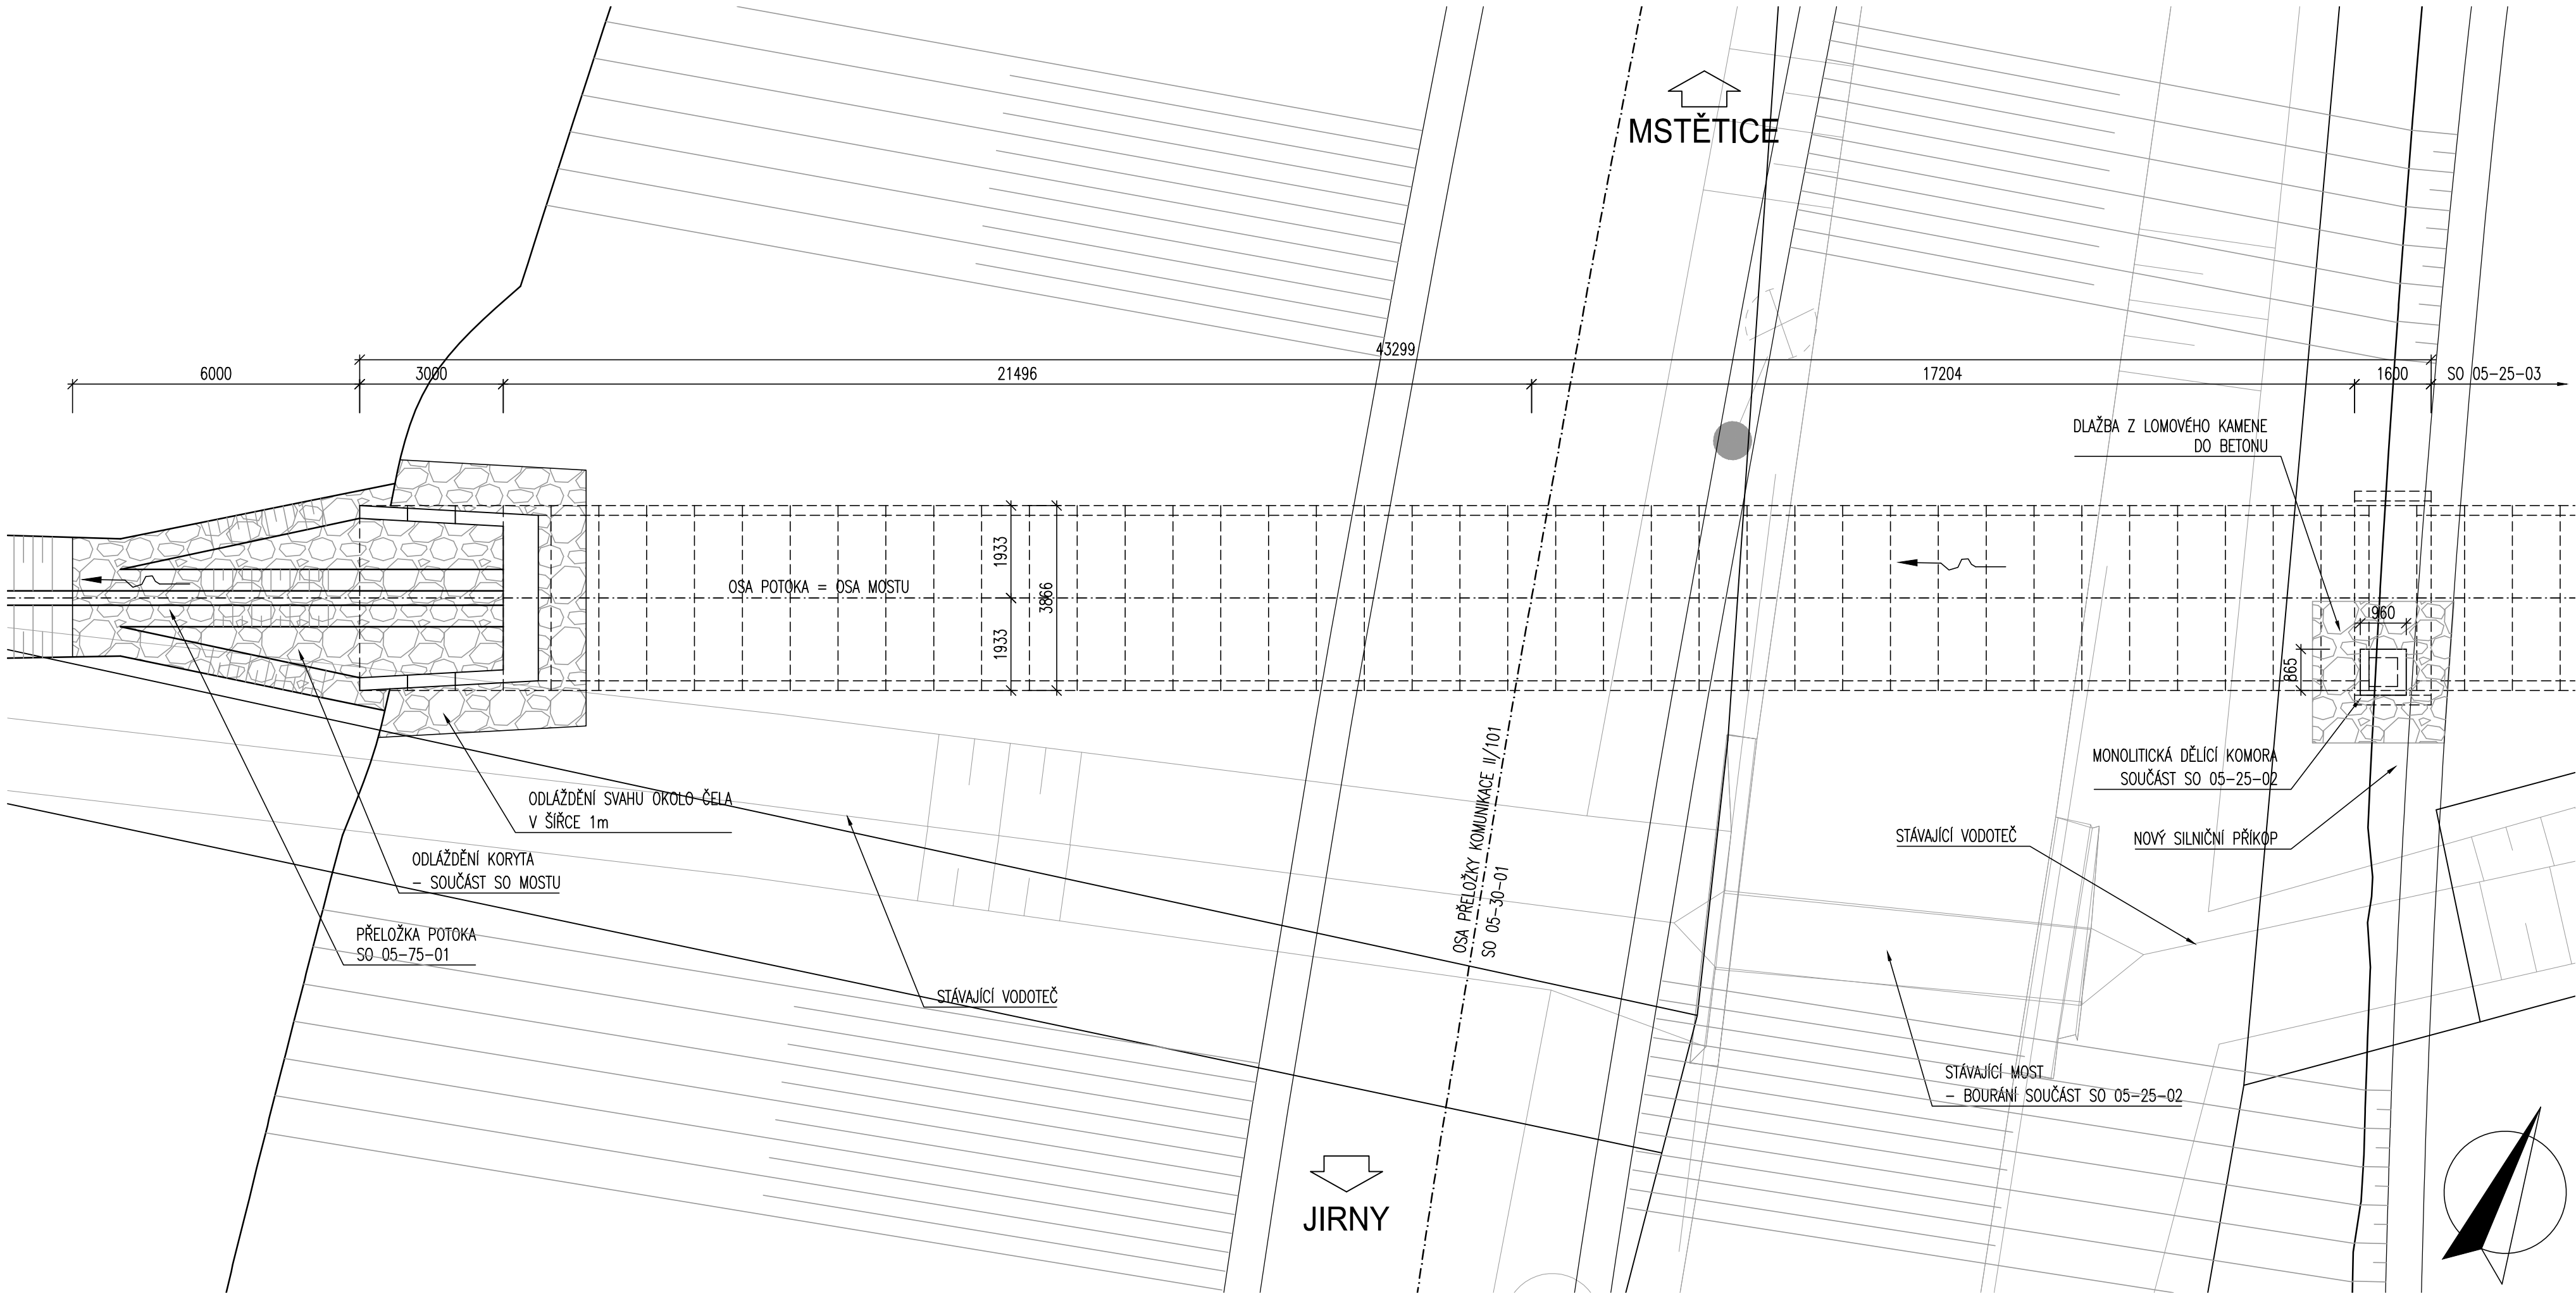 MSTĚTICE
43299
6000
3000
21496
17204
1600
SO 05-25-03
DLAŽBA Z LOMOVÉHO KAMENE
DO BETONU
1933
3866
1933
OSA POTOKA = OSA MOSTU
960
865
OSA PŘELOŽKY KOMUNIKACE II/101
SO 05-30-01
MONOLITICKÁ DĚLÍCÍ KOMORA
SOUČÁST SO 05-25-02
ODLÁŽDĚNÍ SVAHU OKOLO ČELA
V ŠÍŘCE 1m
STÁVAJÍCÍ VODOTEČ
NOVÝ SILNIČNÍ PŘÍKOP
ODLÁŽDĚNÍ KORYTA
- SOUČÁST SO MOSTU
PŘELOŽKA POTOKA
SO 05-75-01
STÁVAJÍCÍ VODOTEČ
STÁVAJÍCÍ MOST
- BOURÁNÍ SOUČÁST SO 05-25-02
JIRNY